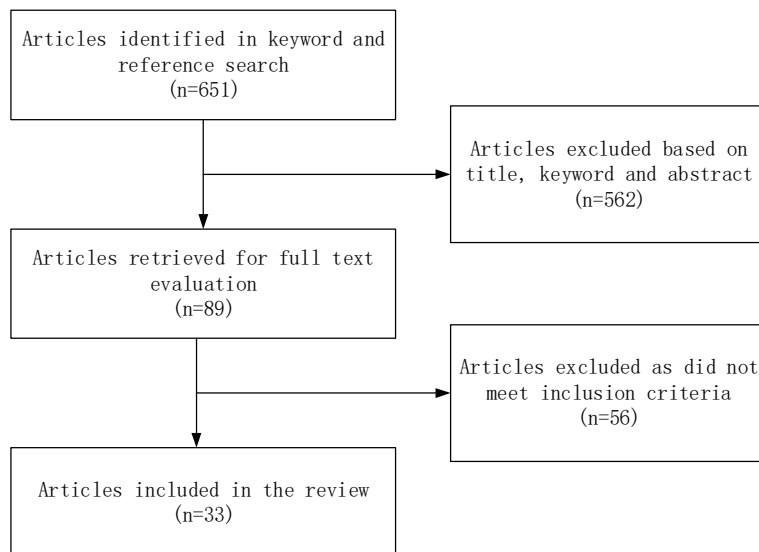 Articles identified in keyword and
reference search
(n=651)
Articles excluded based on
title, keyword and abstract
(n=562)
Articles retrieved for full text
evaluation
(n=89)
Articles excluded as did not
meet inclusion criteria
(n=56)
Articles included in the review
(n=33)